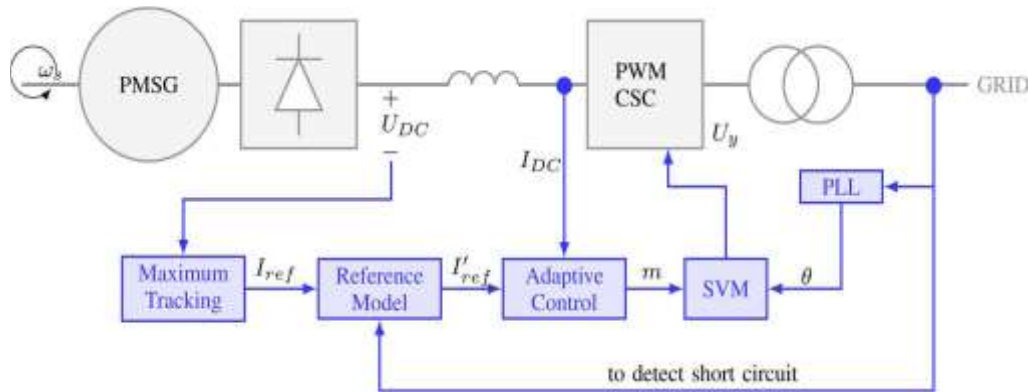 ω_s
PMSG
+
U_DC
−
PWM
CSC
U_y
GRID
I_DC
PLL
Maximum
Tracking
I_ref
Reference
Model
I'_ref
Adaptive
Control
m
SVM
θ
to detect short circuit